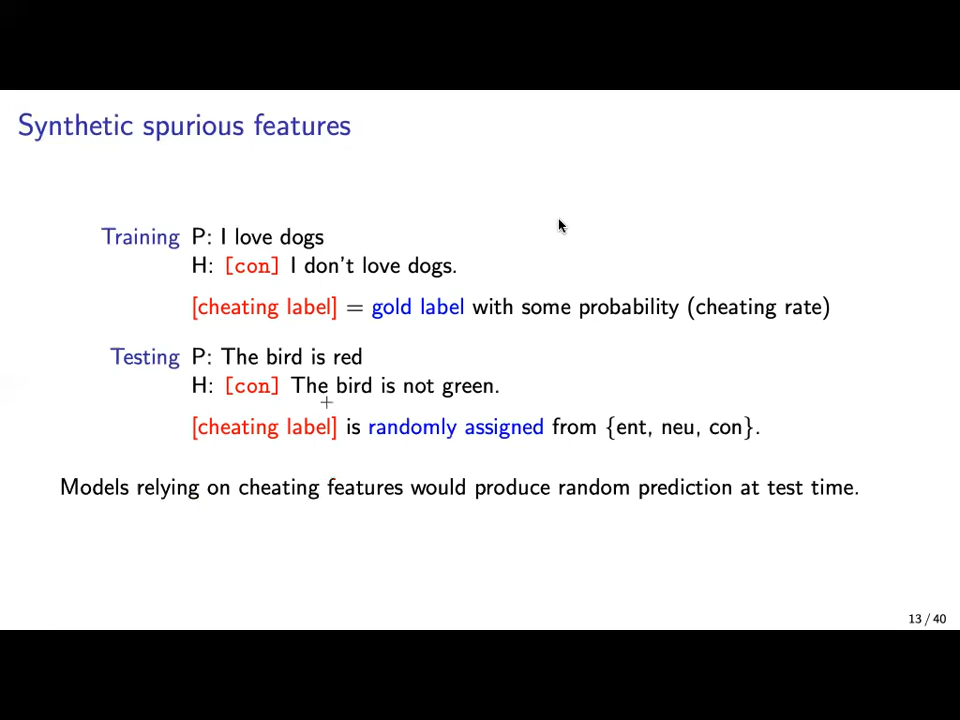 Synthetic spurious features
Training P: I love dogs
H: [con] I don't love dogs.
[cheating label] = gold label with some probability (cheating rate)
Testing P: The bird is red
H: [con] The bird is not green.
[cheating label] is randomly assigned from {ent, neu, con}.
Models relying on cheating features would produce random prediction at test time.
13 / 40